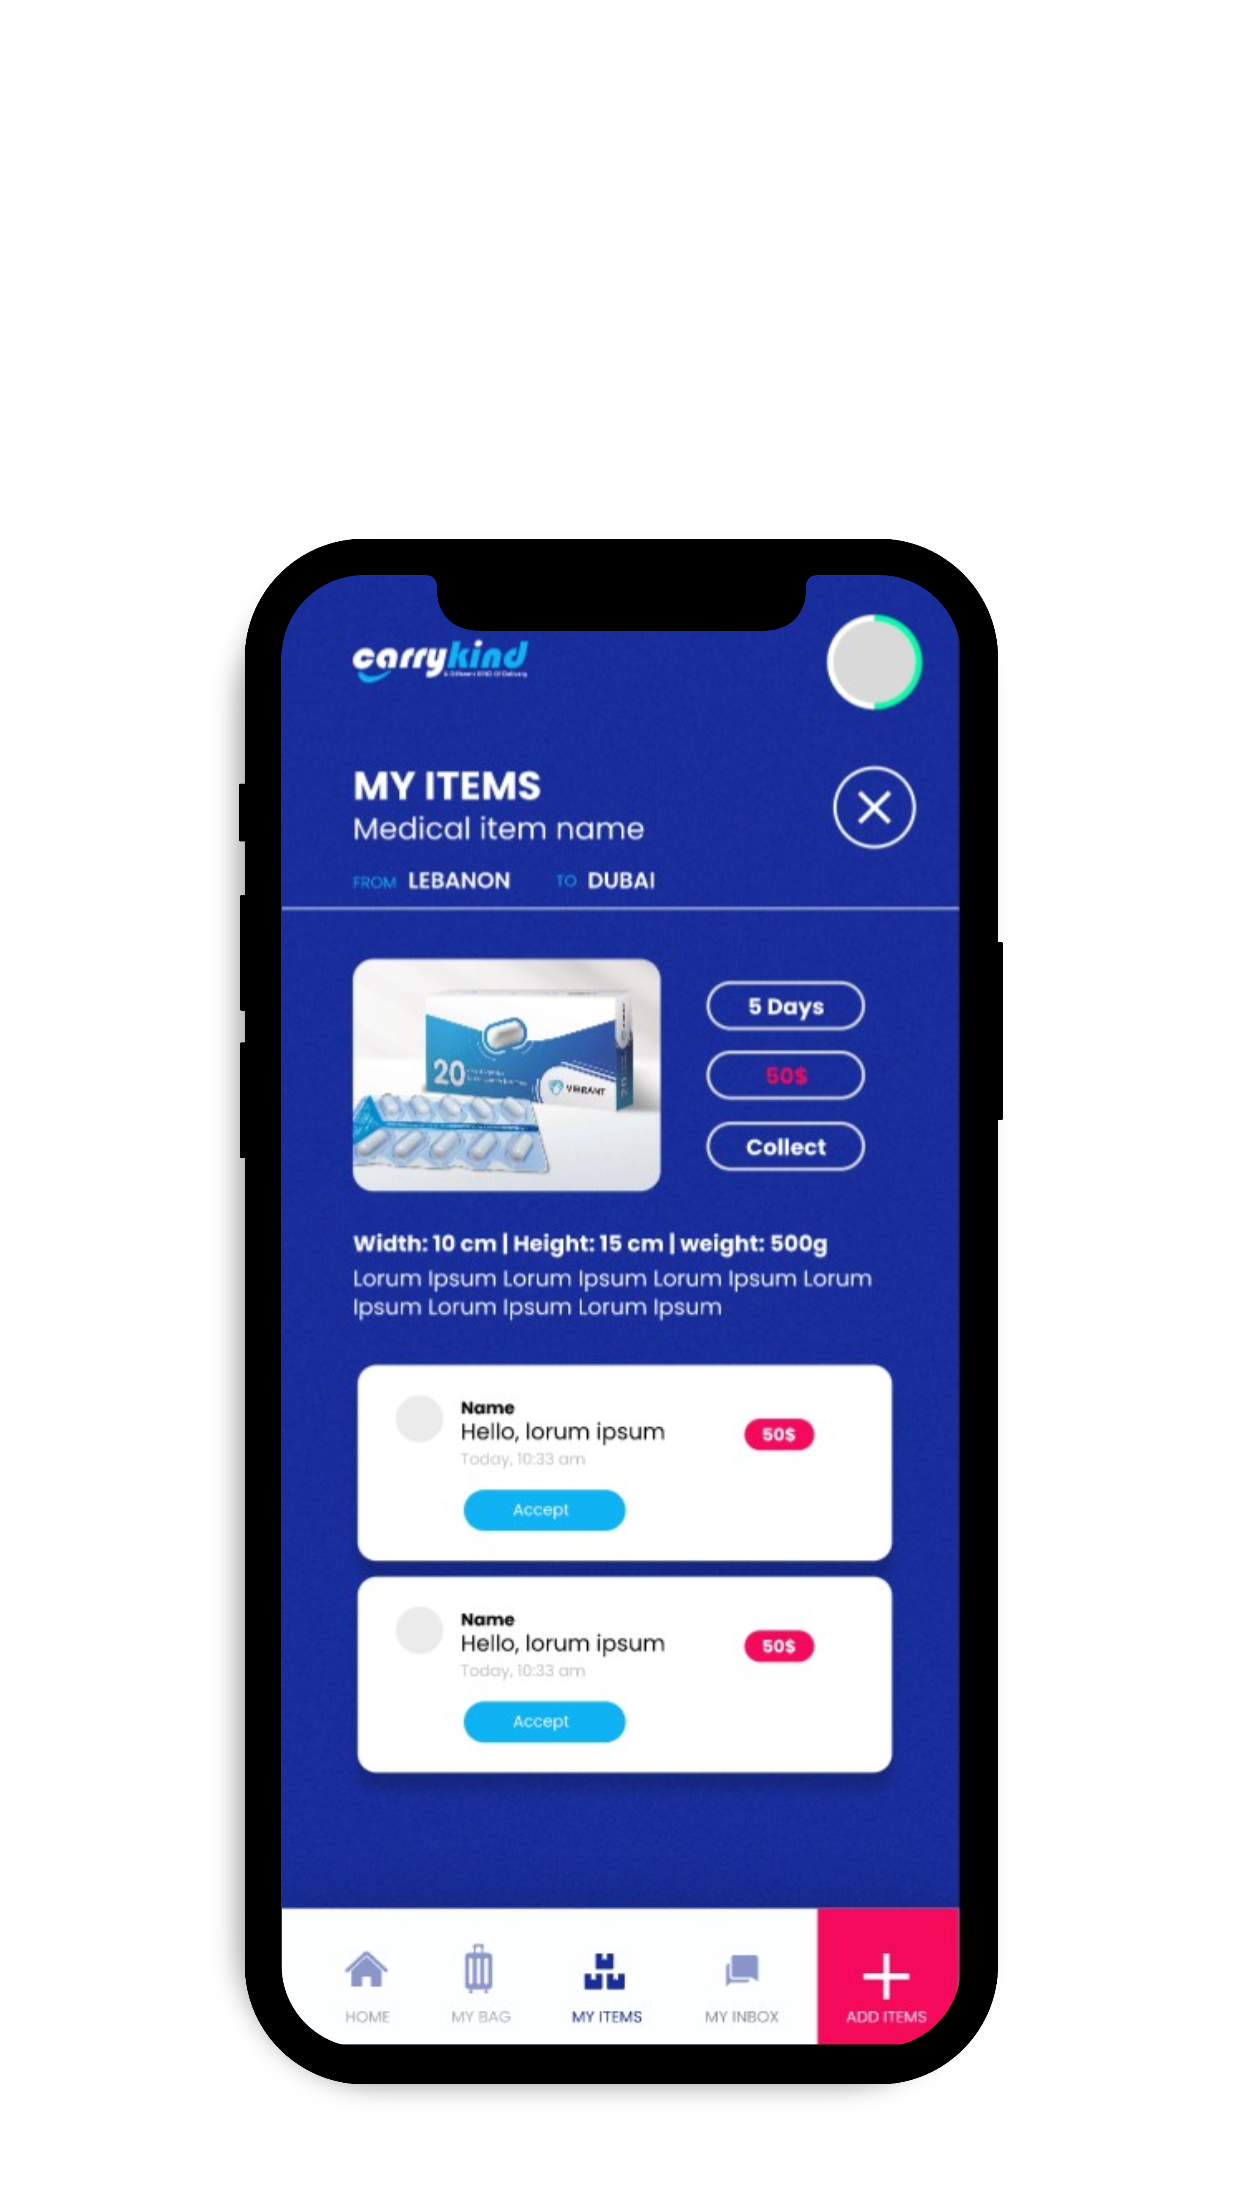 carrykind
A Different KIND Of Delivery
MY ITEMS
Medical item name
FROM LEBANON TO DUBAI
20
VIBRANT
5 Days
50$
Collect
Width: 10 cm | Height: 15 cm | weight: 500g
Lorum Ipsum Lorum Ipsum Lorum Ipsum Lorum
Ipsum Lorum Ipsum Lorum Ipsum
Name
Hello, lorum ipsum
50$
Today, 10:33 am
Accept
Name
Hello, lorum ipsum
50$
Today, 10:33 am
Accept
HOME
MY BAG
MY ITEMS
MY INBOX
ADD ITEMS